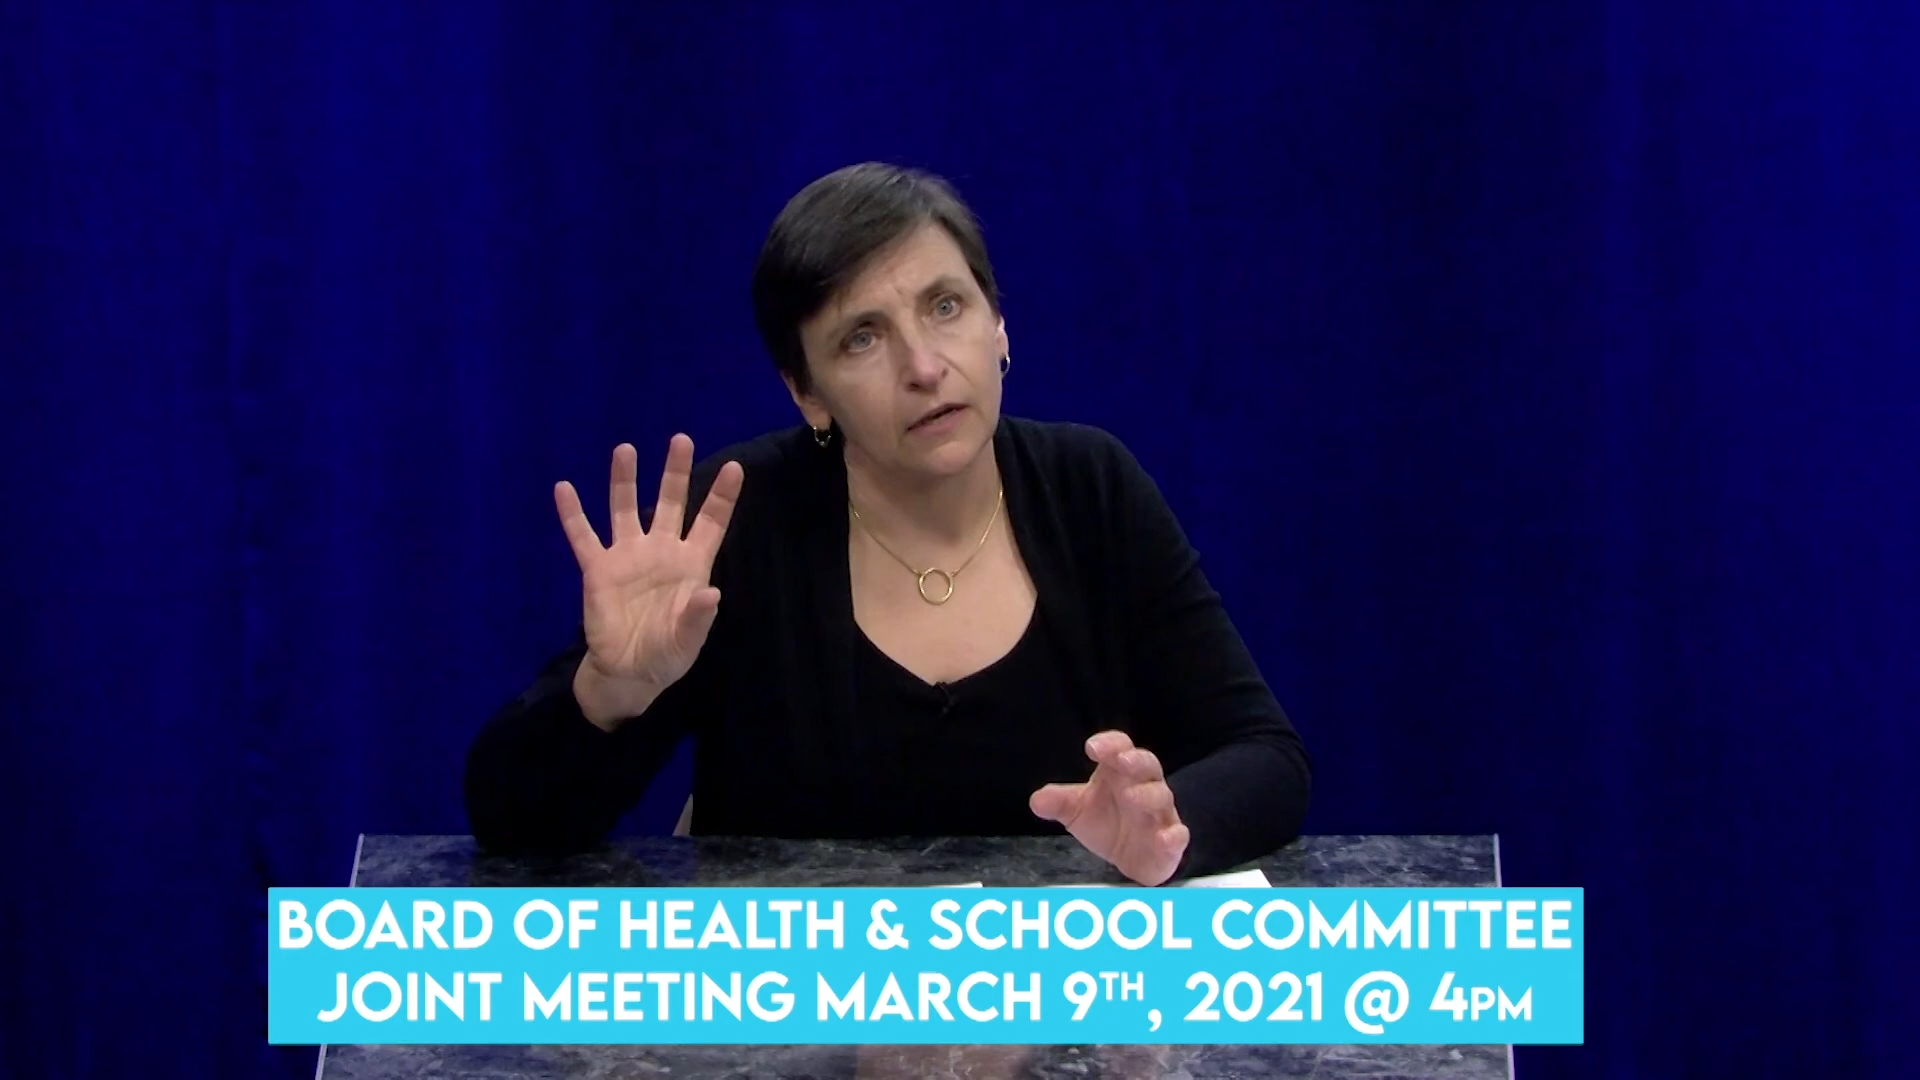 BOARD OF HEALTH & SCHOOL COMMITTEE
JOINT MEETING MARCH 9TH, 2021 @ 4PM